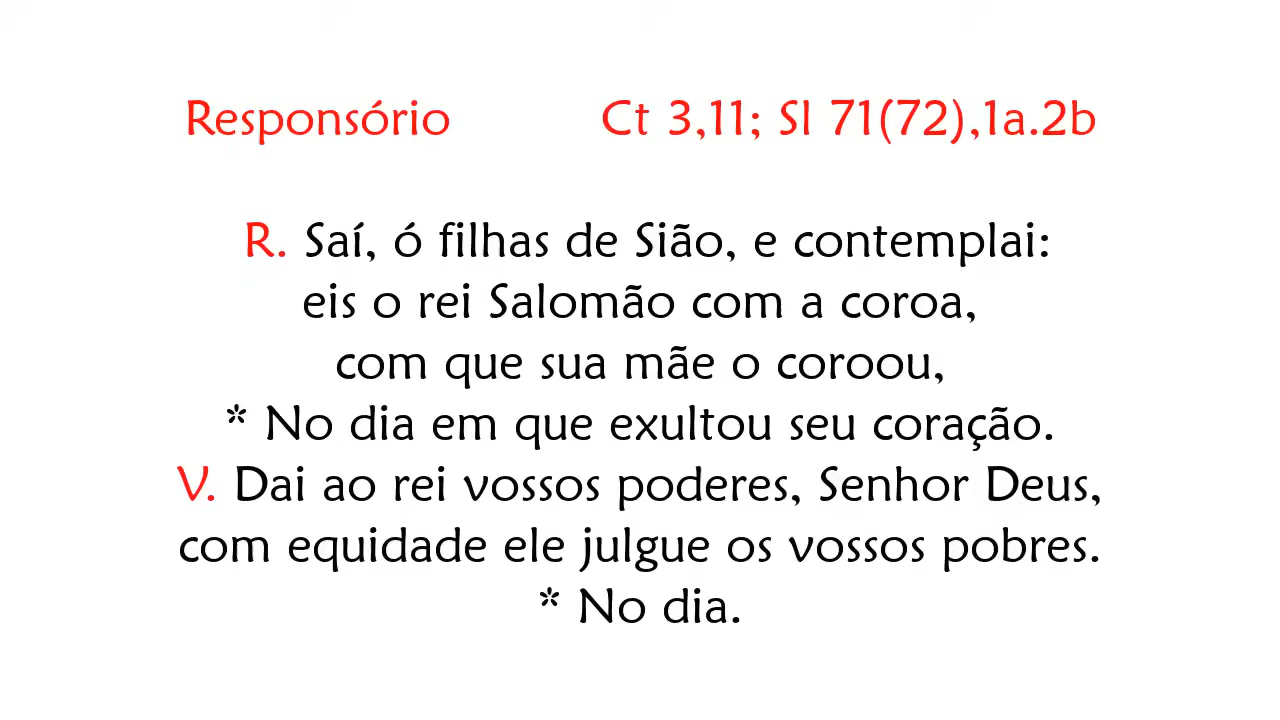 Responsório Ct 3,11; Sl 71(72),1a.2b
R. Saí, ó filhas de Sião, e contemplai:
eis o rei Salomão com a coroa,
com que sua mãe o coroou,
* No dia em que exultou seu coração.
V. Dai ao rei vossos poderes, Senhor Deus,
com equidade ele julgue os vossos pobres.
* No dia.